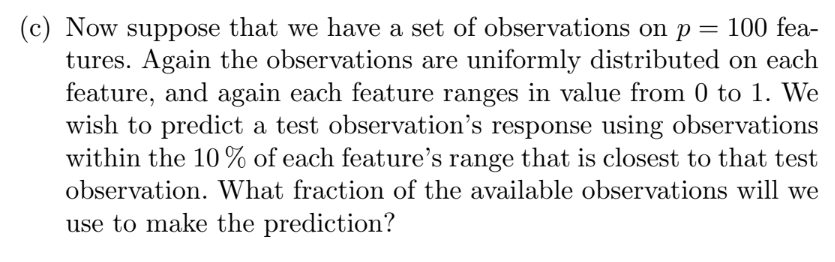 (c) Now suppose that we have a set of observations on p = 100 fea-
tures. Again the observations are uniformly distributed on each
feature, and again each feature ranges in value from 0 to 1. We
wish to predict a test observation's response using observations
within the 10 % of each feature's range that is closest to that test
observation. What fraction of the available observations will we
use to make the prediction?